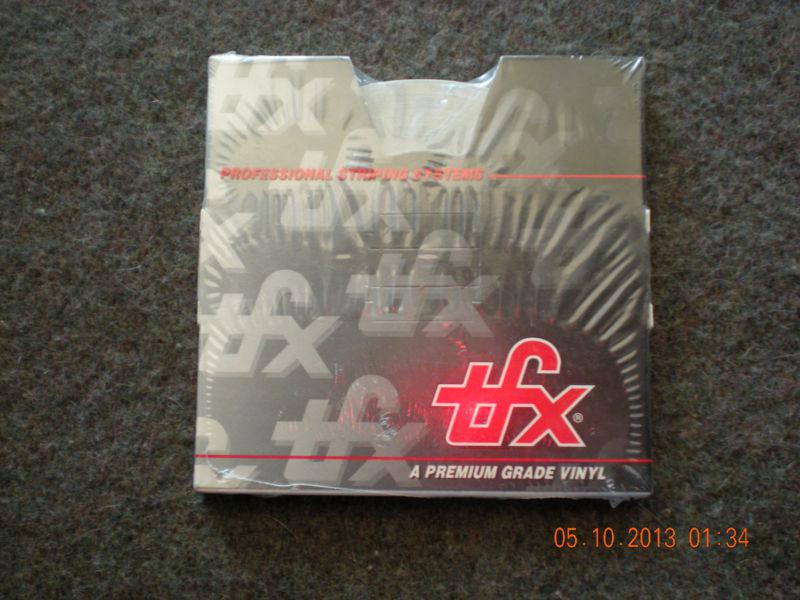 PROFESSIONAL STRIPING SYSTEMS
tfx®
A PREMIUM GRADE VINYL
05.10.2013 01:34